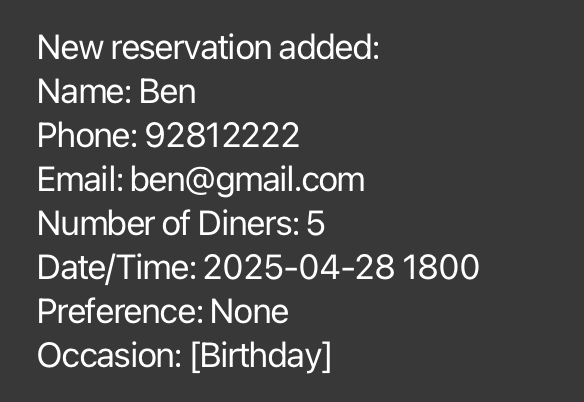 New reservation added:
Name: Ben
Phone: 92812222
Email: ben@gmail.com
Number of Diners: 5
Date/Time: 2025-04-28 1800
Preference: None
Occasion: [Birthday]